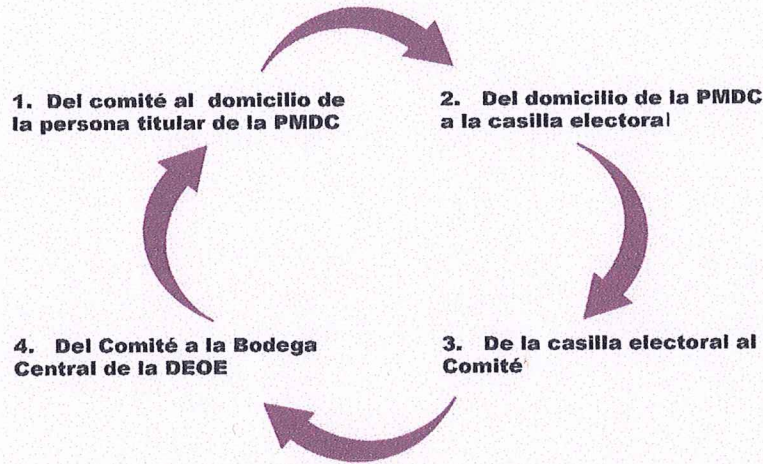 1. Del comité al domicilio de
la persona titular de la PMDC
2. Del domicilio de la PMDC
a la casilla electoral
4. Del Comité a la Bodega
Central de la DEOE
3. De la casilla electoral al
Comité